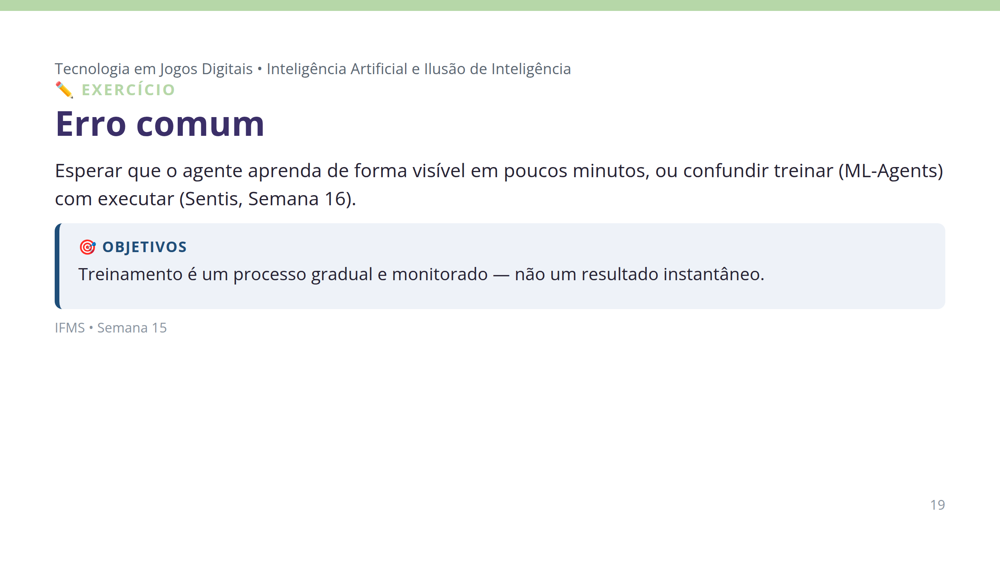 Tecnologia em Jogos Digitais • Inteligência Artificial e Ilusão de Inteligência
✏️ EXERCÍCIO
Erro comum
Esperar que o agente aprenda de forma visível em poucos minutos, ou confundir treinar (ML-Agents)
com executar (Sentis, Semana 16).
🎯 OBJETIVOS
Treinamento é um processo gradual e monitorado — não um resultado instantâneo.
IFMS • Semana 15
19